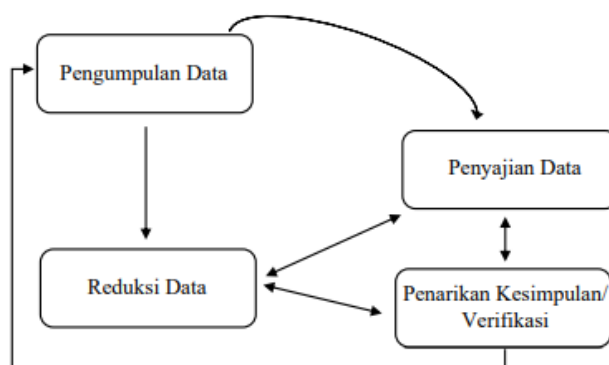 Pengumpulan Data
Penyajian Data
Reduksi Data
Penarikan Kesimpulan/
Verifikasi